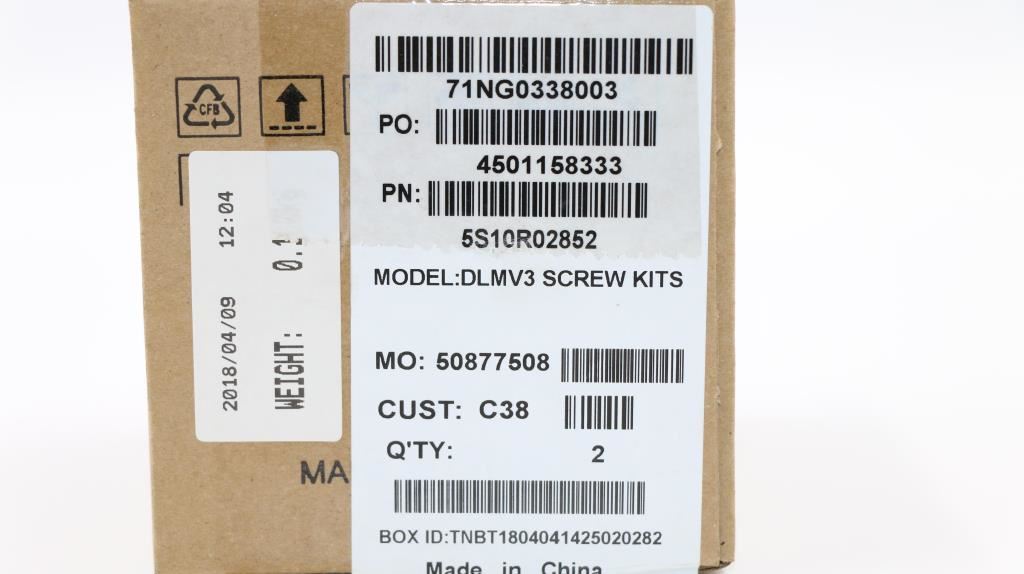 71NG0338003
PO:
4501158333
PN:
5S10R02852
MODEL:DLMV3 SCREW KITS
MO: 50877508
CUST: C38
Q'TY: 2
BOX ID:TNBT1804041425020282
Made in China
CFB
2018/04/09 12:04
WEIGHT:
MA